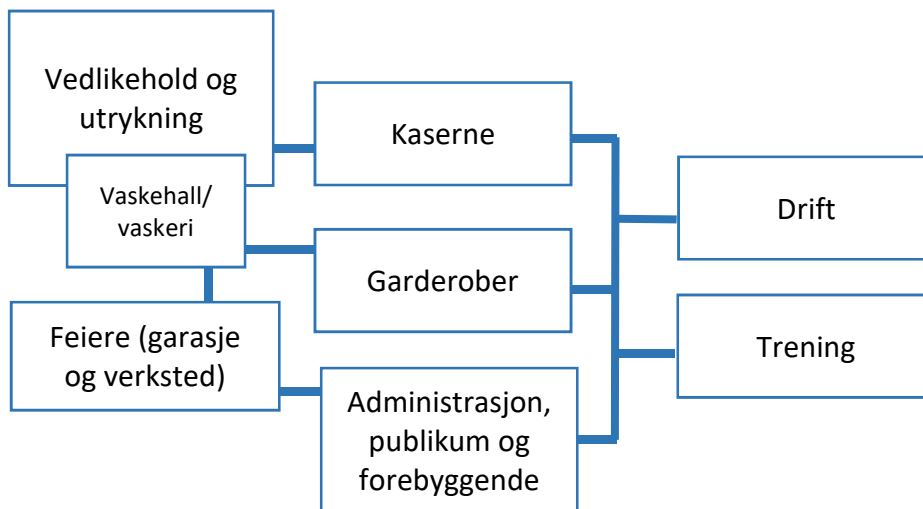 Vedlikehold og
utrykning
Vaskehall/
vaskeri
Feiere (garasje
og verksted)
Kaserne
Garderober
Administrasjon,
publikum og
forebyggende
Drift
Trening